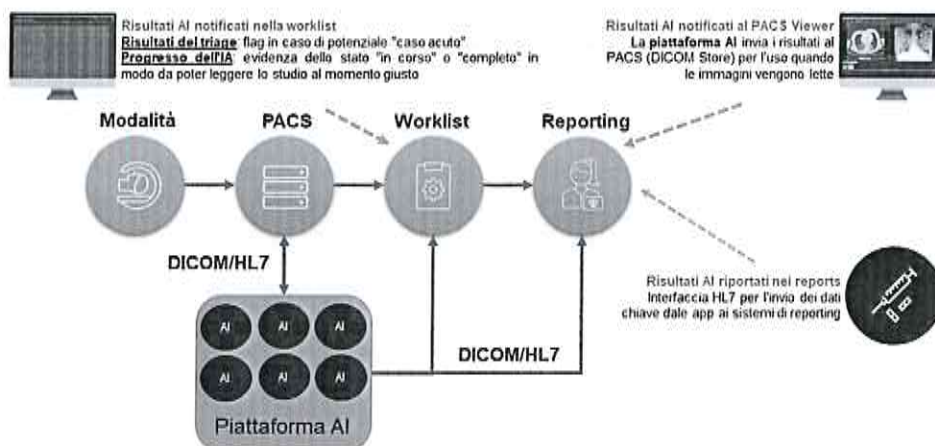 Risultati AI notificati nella worklist
Risultati del triage: flag in caso di potenziale "caso acuto"
Progresso dell'IA: evidenza dello stato "in corso" o "completo" in
modo da poter leggere lo studio al momento giusto
Risultati AI notificati al PACS Viewer
La piattaforma AI invia i risultati al
PACS (DICOM Store) per l'uso quando
le immagini vengono lette
Modalità
PACS
Worklist
Reporting
DICOM/HL7
Risultati AI riportati nei reports
Interfaccia HL7 per l'invio dei dati
chiave dale app ai sistemi di reporting
AI AI AI
AI AI AI
DICOM/HL7
Piattaforma AI